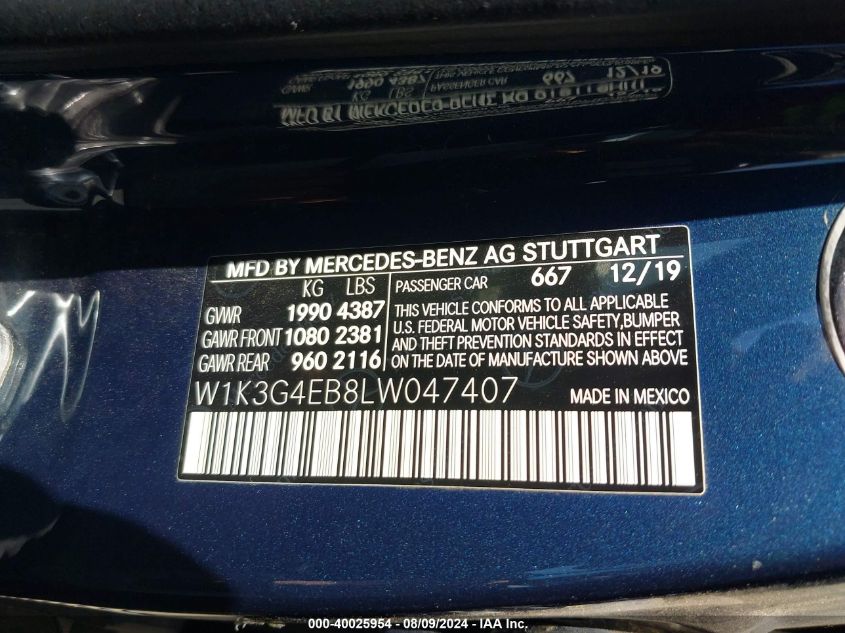 MFD BY MERCEDES-BENZ AG STUTTGART
KG LBS PASSENGER CAR 667 12/19
GVWR 1990 4387 THIS VEHICLE CONFORMS TO ALL APPLICABLE
GAWR FRONT 1080 2381 U.S. FEDERAL MOTOR VEHICLE SAFETY,BUMPER
AND THEFT PREVENTION STANDARDS IN EFFECT
GAWR REAR 960 2116 ON THE DATE OF MANUFACTURE SHOWN ABOVE.
W1K3G4EB8LW047407 MADE IN MEXICO
000-40025954 - 08/09/2024 - IAA Inc.